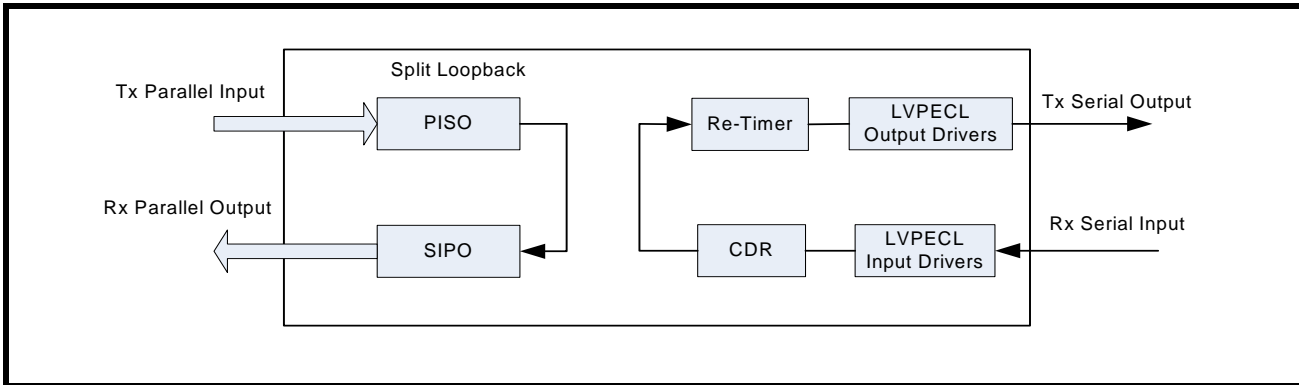 Split Loopback
Tx Parallel Input
PISO
Re-Timer
LVPECL
Output Drivers
Tx Serial Output
Rx Parallel Output
SIPO
CDR
LVPECL
Input Drivers
Rx Serial Input